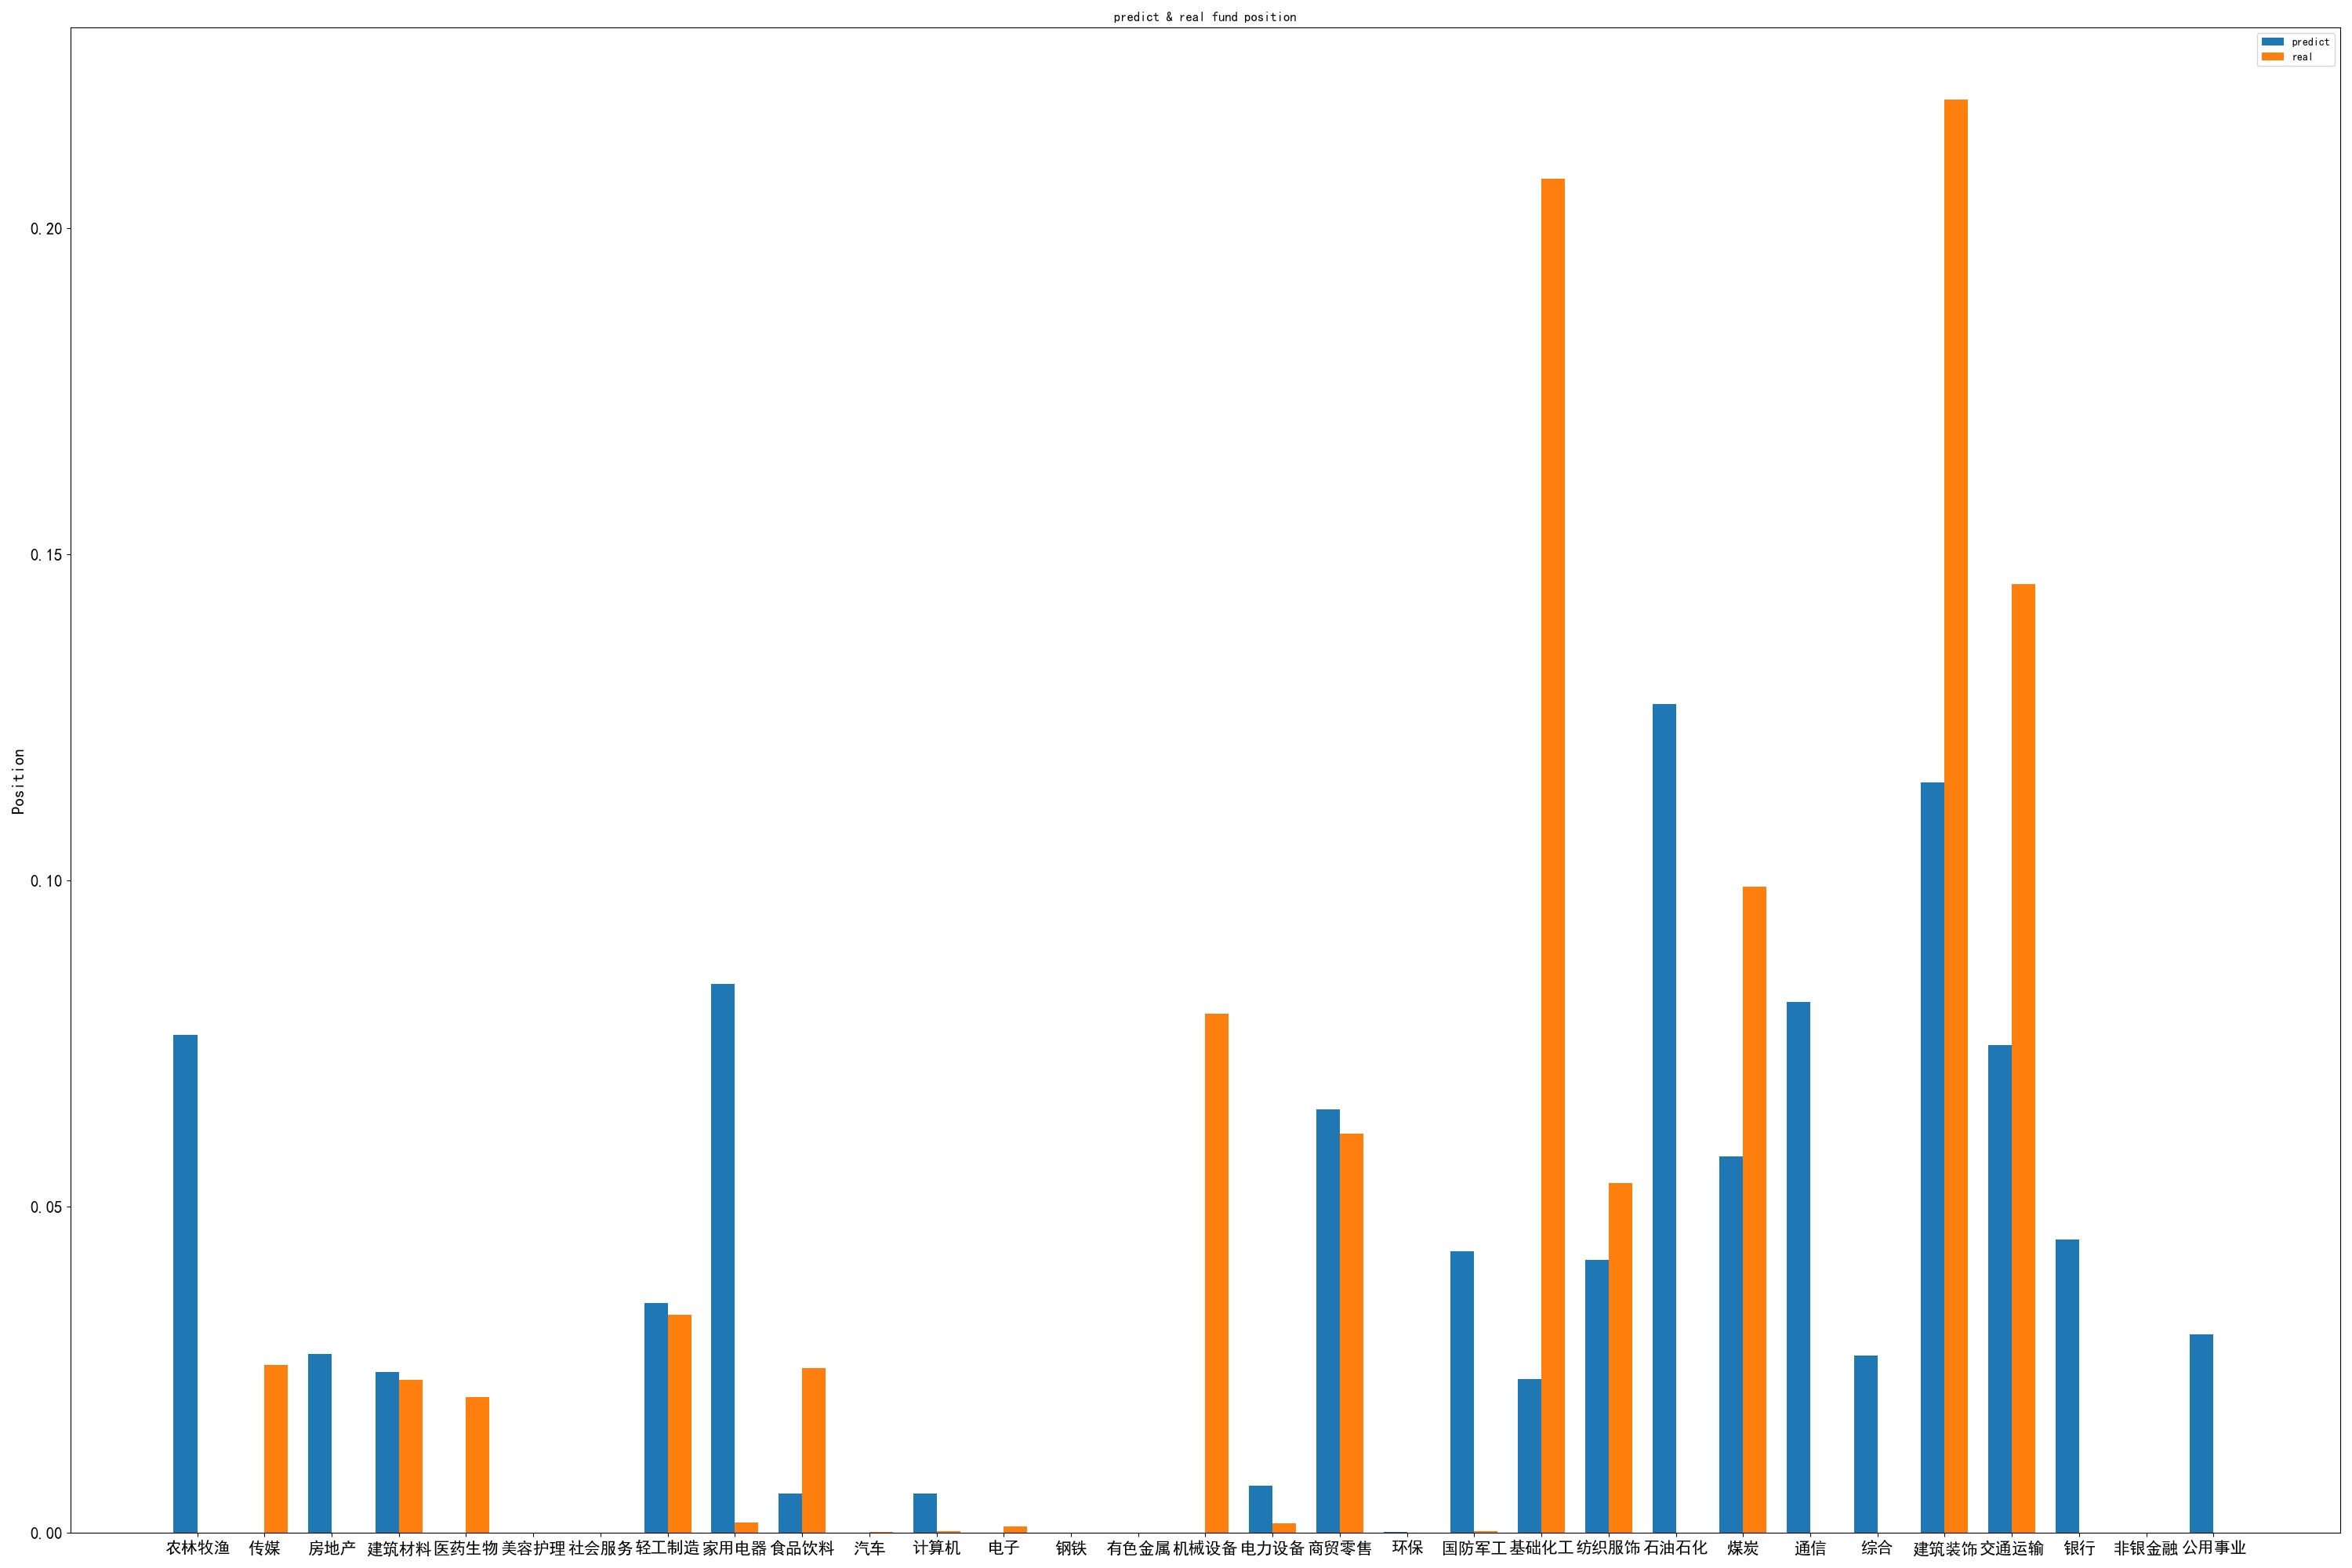 predict & real fund position
predict
real
Position
0.20
0.15
0.10
0.05
0.00
农林牧渔 传媒 房地产 建筑材料 医药生物 美容护理 社会服务 轻工制造 家用电器 食品饮料 汽车 计算机 电子 钢铁 有色金属 机械设备 电力设备 商贸零售 环保 国防军工 基础化工 纺织服饰 石油石化 煤炭 通信 综合 建筑装饰 交通运输 银行 非银金融 公用事业